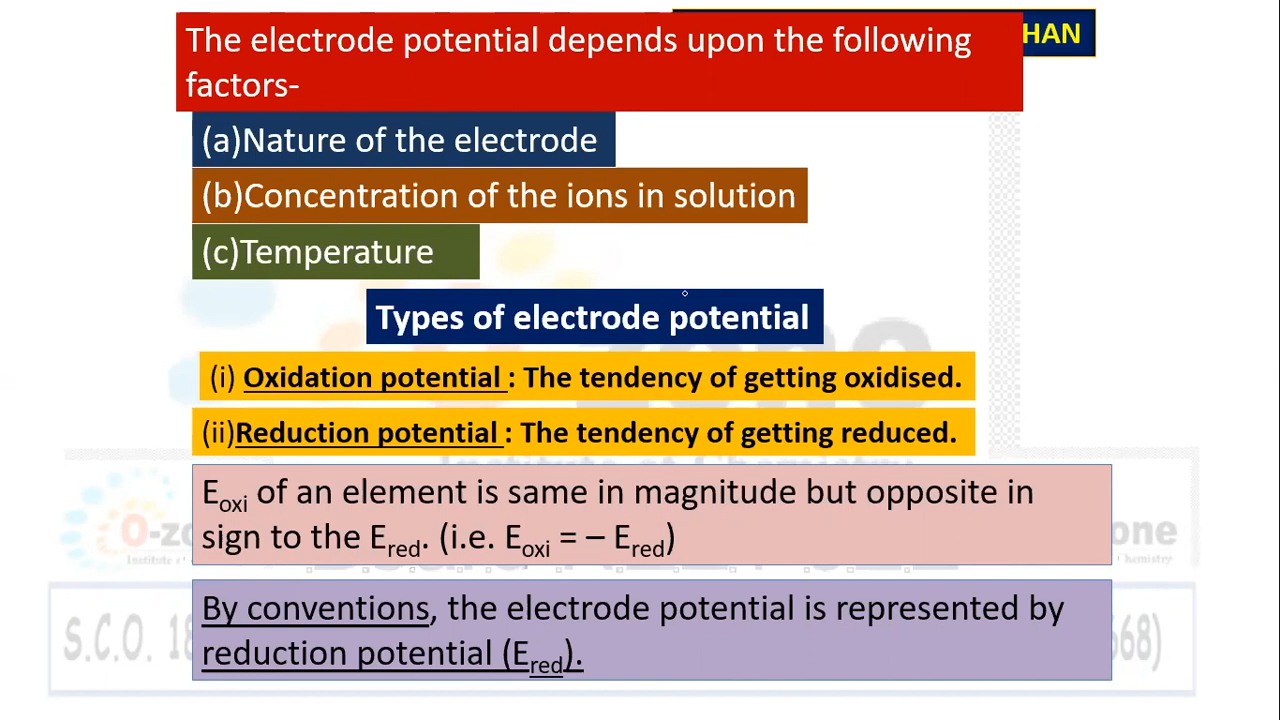 HAN
The electrode potential depends upon the following
factors-
(a)Nature of the electrode
(b)Concentration of the ions in solution
(c)Temperature
Types of electrode potential
(i) Oxidation potential : The tendency of getting oxidised.
(ii)Reduction potential : The tendency of getting reduced.
Eoxi of an element is same in magnitude but opposite in
sign to the Ered. (i.e. Eoxi = – Ered)
By conventions, the electrode potential is represented by
reduction potential (Ered).
S.C.O. 18
668)